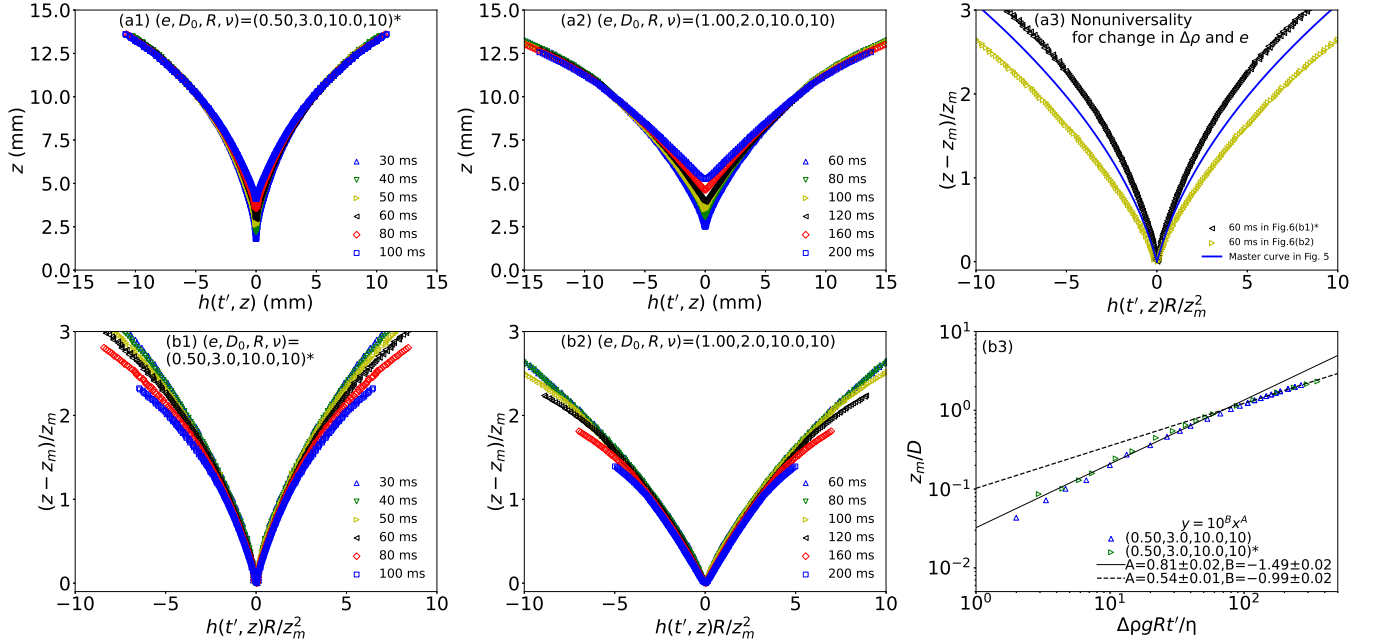 (a1) (e, D₀, R, ν)=(0.50,3.0,10.0,10)*
z (mm)
15.0
12.5
10.0
7.5
5.0
2.5
0.0
30 ms
40 ms
50 ms
60 ms
80 ms
100 ms
−15 −10 −5 0 5 10 15
h(t′, z) (mm)
(a2) (e, D₀, R, ν)=(1.00,2.0,10.0,10)
z (mm)
15.0
12.5
10.0
7.5
5.0
2.5
0.0
60 ms
80 ms
100 ms
120 ms
160 ms
200 ms
−15 −10 −5 0 5 10 15
h(t′, z) (mm)
(a3) Nonuniversality
for change in Δρ and e
(z − zₘ)/zₘ
3
2
1
0
60 ms in Fig.6(b1)*
60 ms in Fig.6(b2)
Master curve in Fig. 5
−10 −5 0 5 10
h(t′, z)R/zₘ²
(b1) (e, D₀, R, ν)=
(0.50,3.0,10.0,10)*
(z − zₘ)/zₘ
3
2
1
0
30 ms
40 ms
50 ms
60 ms
80 ms
100 ms
−10 −5 0 5 10
h(t′, z)R/zₘ²
(b2) (e, D₀, R, ν)=(1.00,2.0,10.0,10)
(z − zₘ)/zₘ
3
2
1
0
60 ms
80 ms
100 ms
120 ms
160 ms
200 ms
−10 −5 0 5 10
h(t′, z)R/zₘ²
(b3)
zₘ/D
10¹
10⁰
10⁻¹
10⁻²
y = 10ᴮxᴬ
(0.50,3.0,10.0,10)
(0.50,3.0,10.0,10)*
A=0.81±0.02,B=−1.49±0.02
A=0.54±0.01,B=−0.99±0.02
10⁰ 10¹ 10²
ΔρgRt′/η